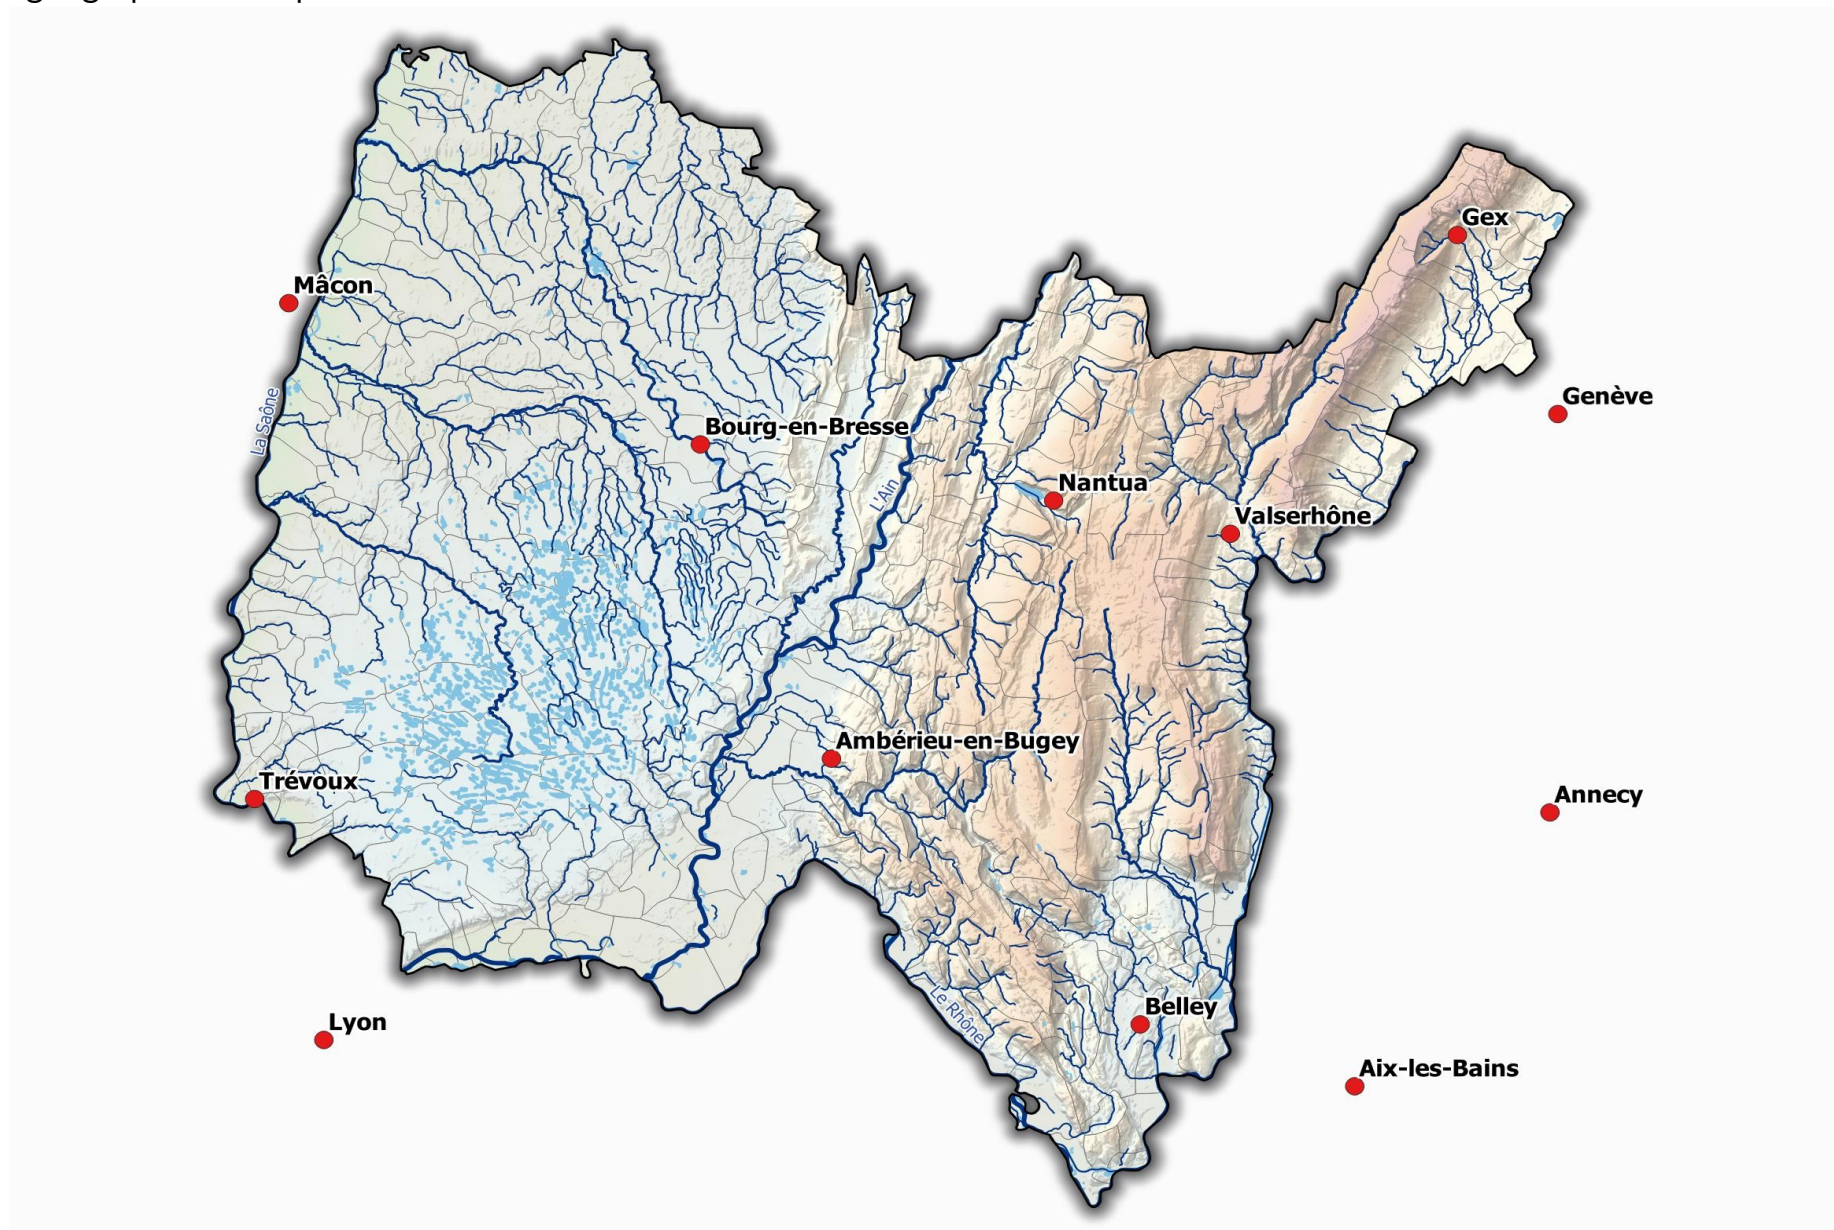 Gex
Mâcon
Genève
La Saône
Bourg-en-Bresse
L'Ain
Nantua
Valserhône
Ambérieu-en-Bugey
Trévoux
Annecy
Le Rhône
Belley
Lyon
Aix-les-Bains